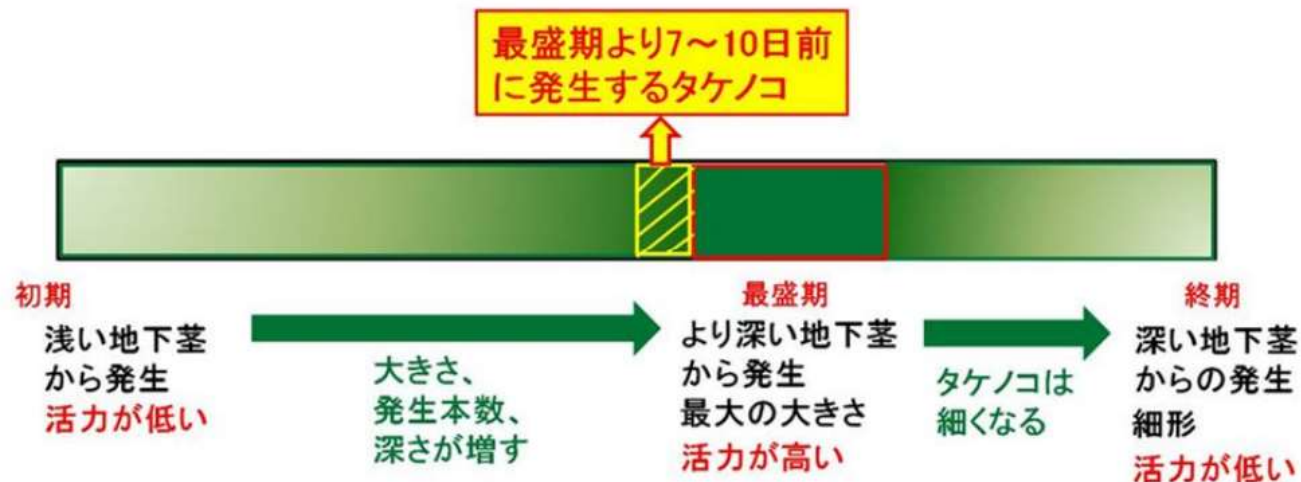 最盛期より7～10日前
に発生するタケノコ
初期
浅い地下茎
から発生
活力が低い
大きさ、
発生本数、
深さが増す
最盛期
より深い地下茎
から発生
最大の大きさ
活力が高い
タケノコは
細くなる
終期
深い地下茎
からの発生
細形
活力が低い